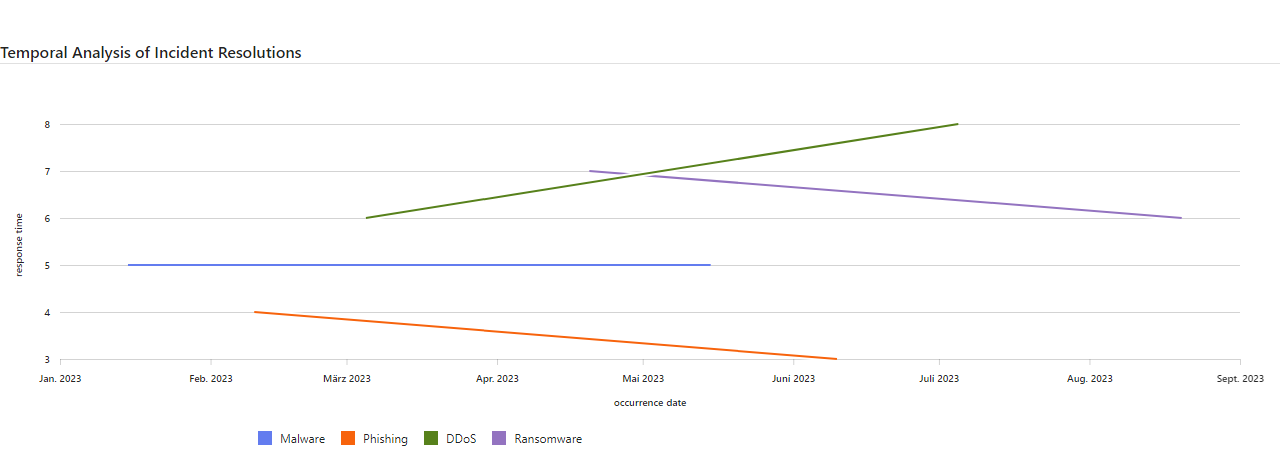 Temporal Analysis of Incident Resolutions
8
7
6
5
4
3
response time
Jan. 2023 Feb. 2023 März 2023 Apr. 2023 Mai 2023 Juni 2023 Juli 2023 Aug. 2023 Sept. 2023
occurrence date
Malware Phishing DDoS Ransomware